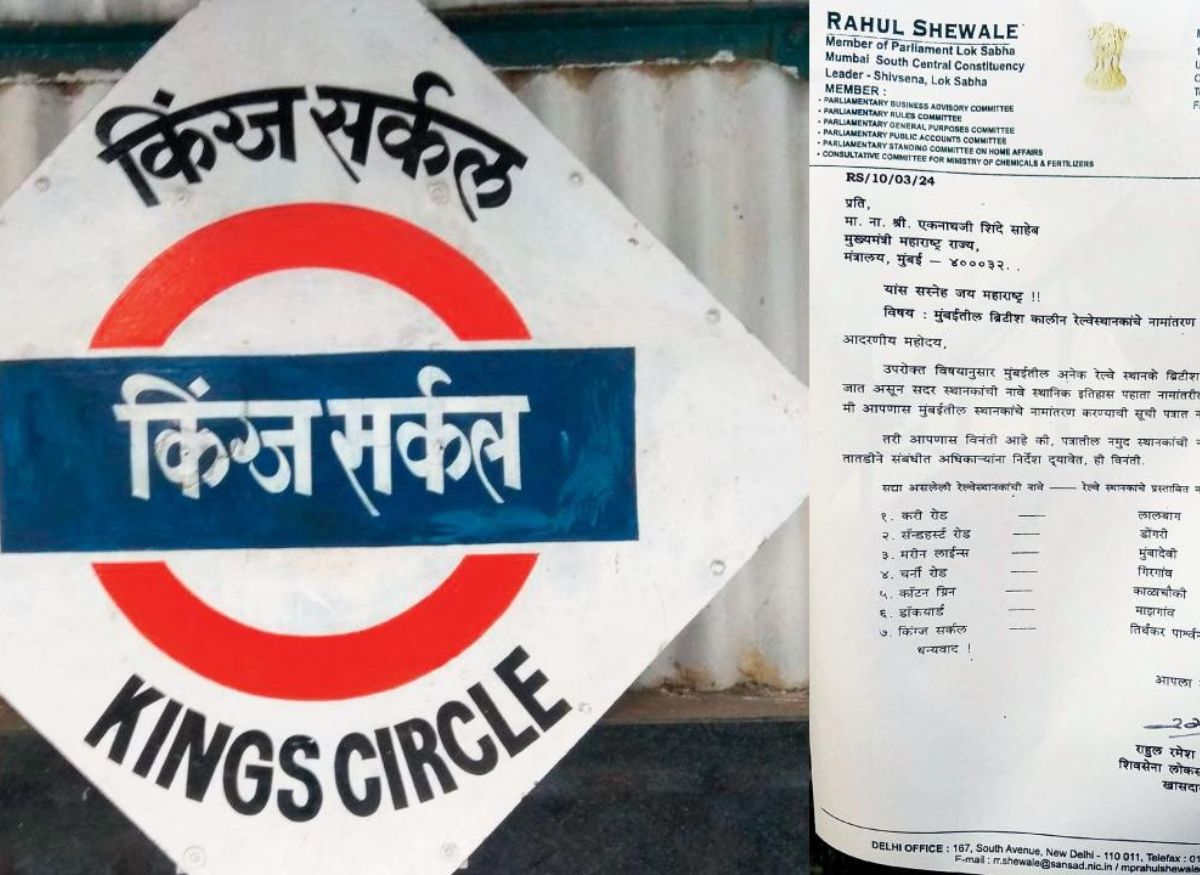 किंग्ज सर्कल
किंग्ज सर्कल
KINGS CIRCLE
RAHUL SHEWALE
Member of Parliament Lok Sabha
Mumbai South Central Constituency
Leader - Shivsena, Lok Sabha
MEMBER :
• PARLIAMENTARY BUSINESS ADVISORY COMMITTEE
• PARLIAMENTARY RULES COMMITTEE
• PARLIAMENTARY GENERAL PURPOSES COMMITTEE
• PARLIAMENTARY PUBLIC ACCOUNTS COMMITTEE
• PARLIAMENTARY STANDING COMMITTEE ON HOME AFFAIRS
• CONSULTATIVE COMMITTEE FOR MINISTRY OF CHEMICALS & FERTILIZERS
RS/10/03/24
प्रति,
मा. ना. श्री. एकनाथजी शिंदे साहेब
मुख्यमंत्री महाराष्ट्र राज्य,
मंत्रालय, मुंबई – ४०००३२. .
यांस सस्नेह जय महाराष्ट्र !!
विषय : मुंबईतील ब्रिटीश कालीन रेल्वेस्थानकांचे नामांतरण
आदरणीय महोदय,
उपरोक्त विषयानुसार मुंबईतील अनेक रेल्वे स्थानके ब्रिटीश
जात असून सदर स्थानकांची नावे स्थानिक इतिहास पहाता
मी आपणास मुंबईतील स्थानकांचे नामांतरण करण्याची सूची पत्रात
तरी आपणास विनंती आहे की, पत्रातील नमुद स्थानकांची
तातडीने संबंधीत अधिकाऱ्यांना निर्देश द्यावेत, ही विनंती.
सद्या असलेली रेल्वेस्थानकांची नावे —— रेल्वे स्थानकांचे प्रस्तावित
१. करी रोड —— लालबाग
२. सॅन्डहर्स्ट रोड —— डोंगरी
३. मरीन लाईन्स —— मुंबादेवी
४. चर्नी रोड —— गिरगांव
५. कॉटन ग्रिन —— काळाचौकी
६. डॉकयार्ड —— माझगांव
७. किंग्ज सर्कल —— तिर्थंकर
धन्यवाद !
आपला
राहुल रमेश
शिवसेना
DELHI OFFICE : 167, South Avenue, New Delhi - 110 011, Telefax : 01
E-mail : rr.shewale@sansad.nic.in /